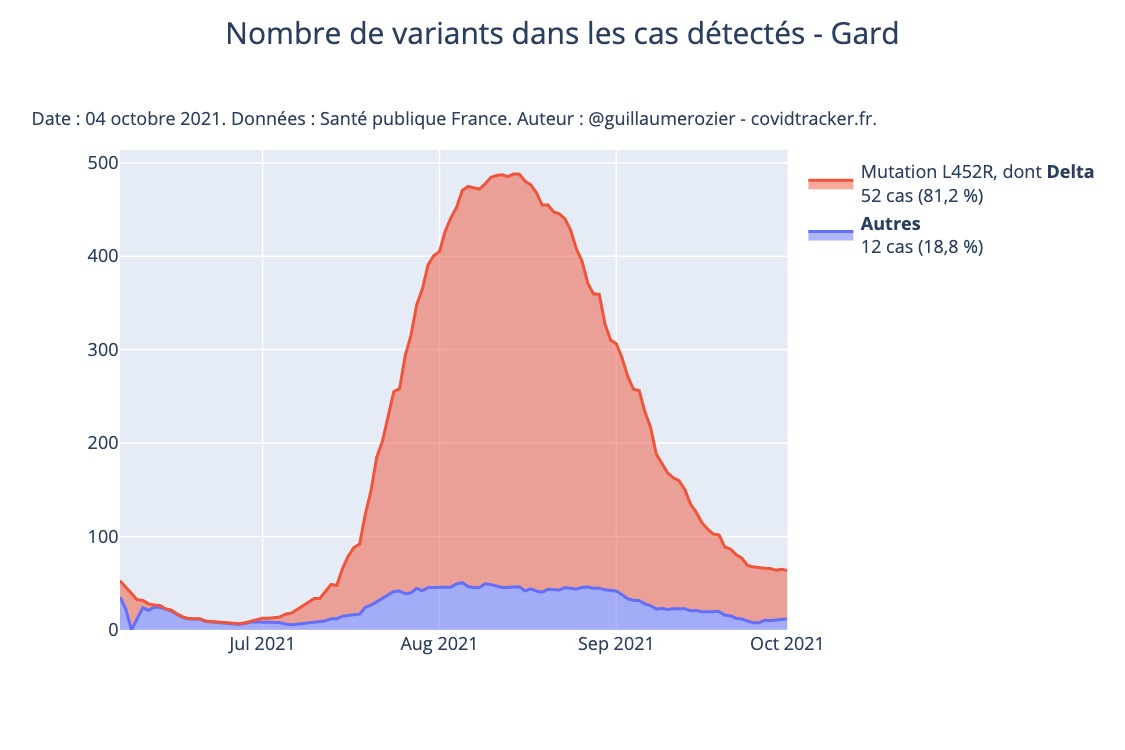 Nombre de variants dans les cas détectés - Gard
Date : 04 octobre 2021. Données : Santé publique France. Auteur : @guillaumerozier - covidtracker.fr.
500
400
300
200
100
0
Jul 2021
Aug 2021
Sep 2021
Oct 2021
Mutation L452R, dont Delta
52 cas (81,2 %)
Autres
12 cas (18,8 %)